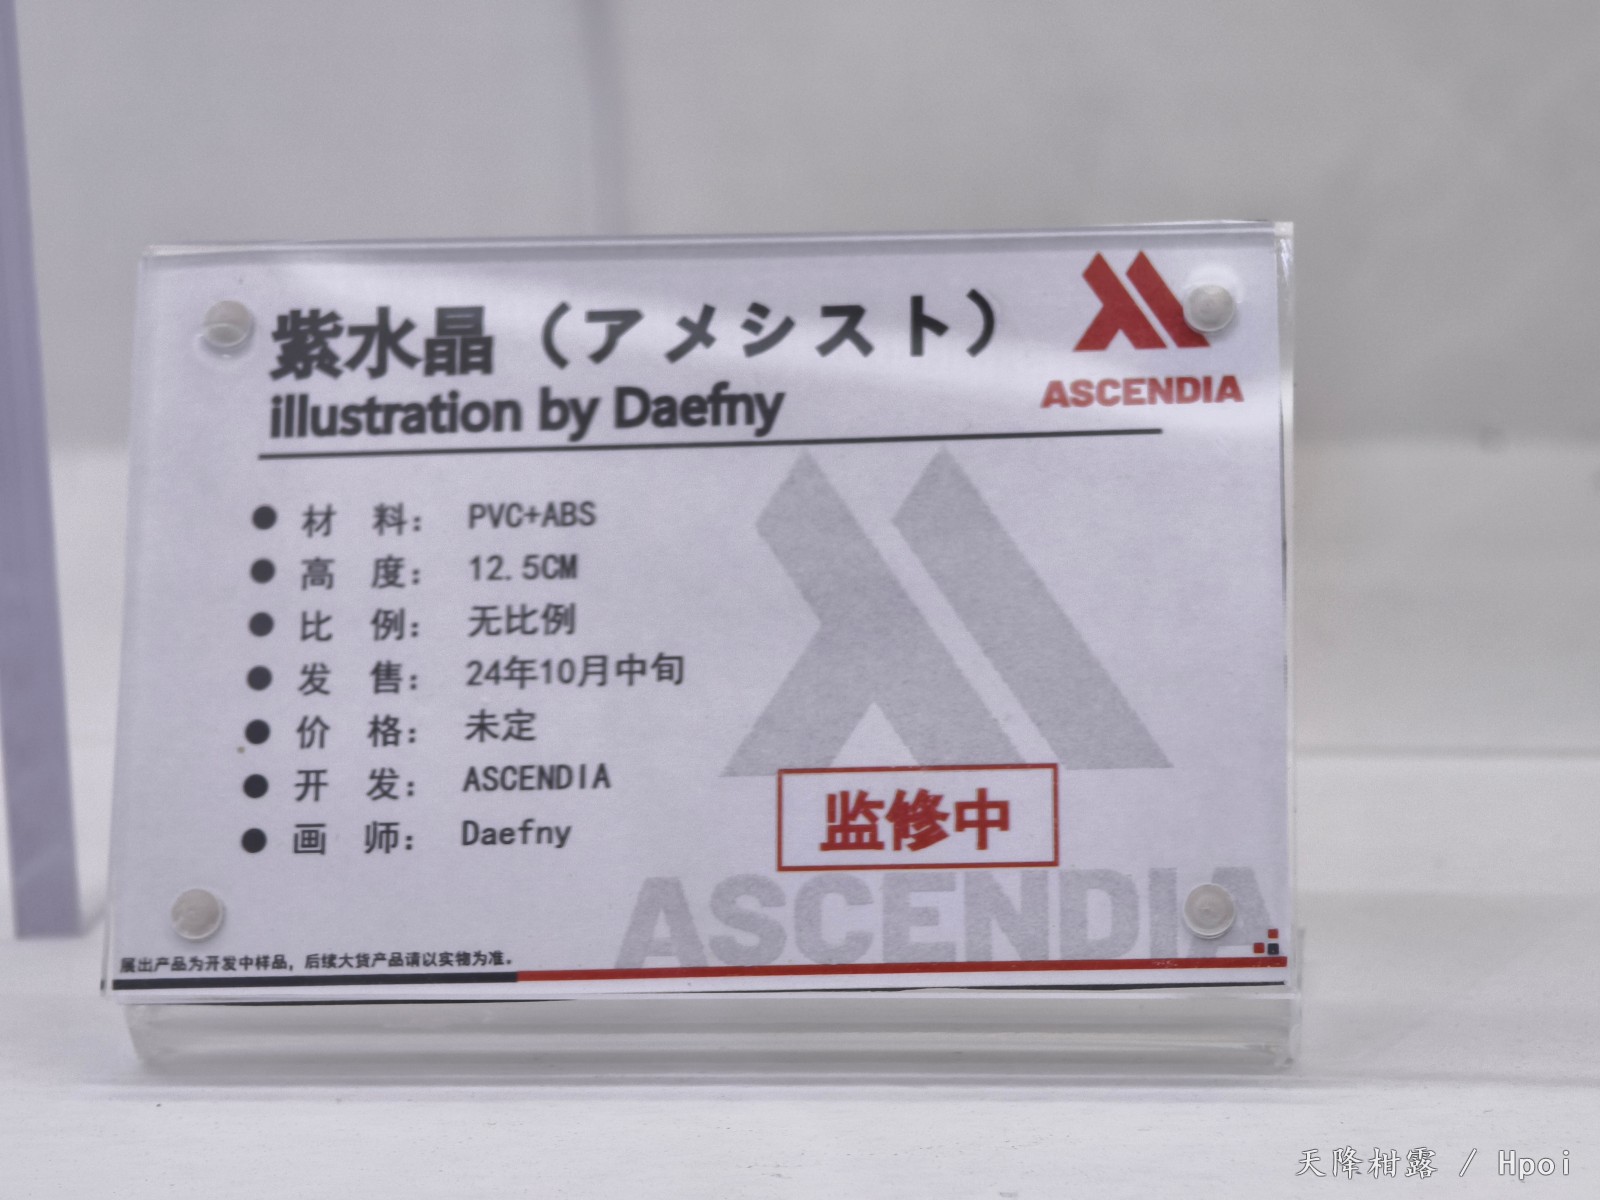 紫水晶（アメシスト）
illustration by Daefny
ASCENDIA
● 材 料： PVC+ABS
● 高 度： 12.5CM
● 比 例： 无比例
● 发 售： 24年10月中旬
● 价 格： 未定
● 开 发： ASCENDIA
● 画 师： Daefny
监修中
ASCENDIA
展出产品为开发中样品，后续大货产品请以实物为准。
天降柑露 / Hpoi